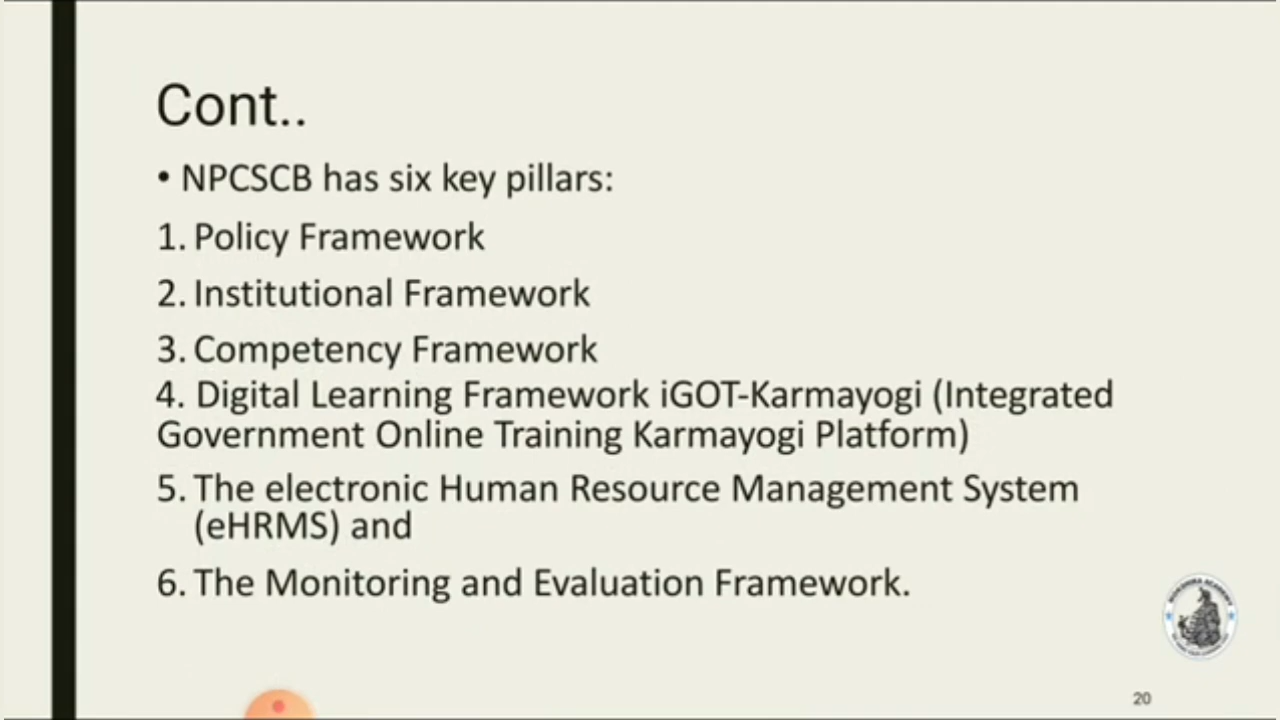 Cont..
• NPCSCB has six key pillars:
1. Policy Framework
2. Institutional Framework
3. Competency Framework
4. Digital Learning Framework iGOT-Karmayogi (Integrated
Government Online Training Karmayogi Platform)
5. The electronic Human Resource Management System
(eHRMS) and
6. The Monitoring and Evaluation Framework.
20